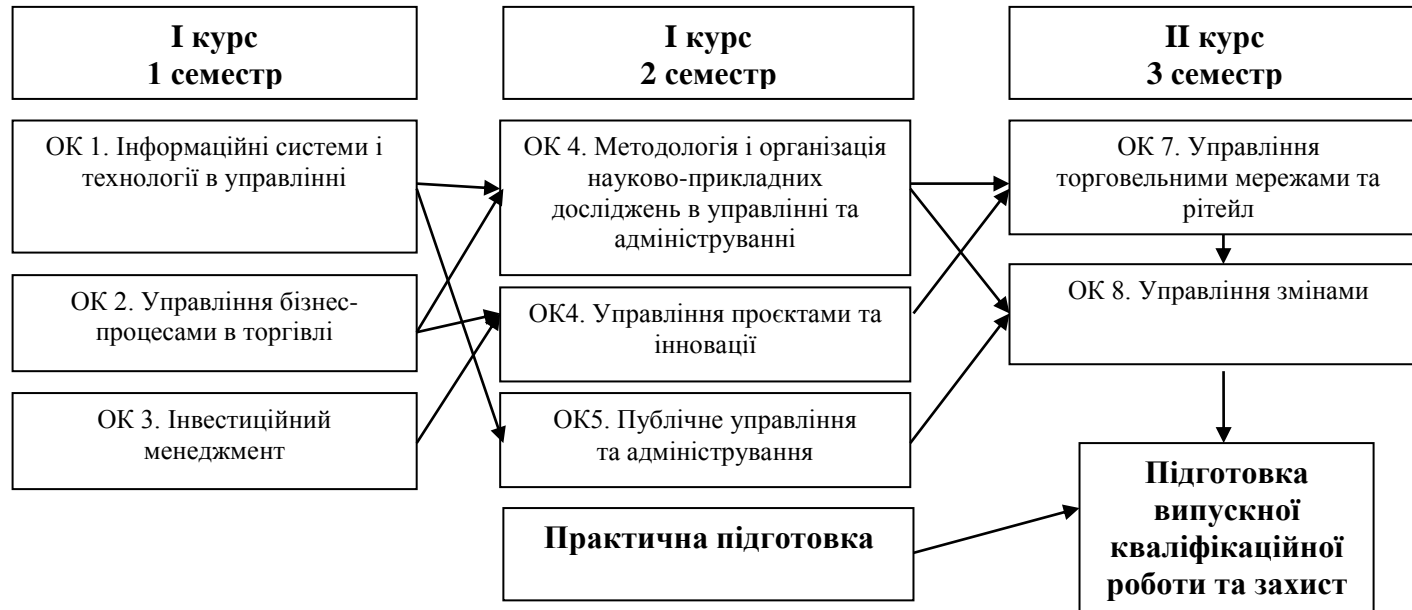 І курс
1 семестр
І курс
2 семестр
ІІ курс
3 семестр
ОК 1. Інформаційні системи і
технології в управлінні
ОК 2. Управління бізнес-
процесами в торгівлі
ОК 3. Інвестиційний
менеджмент
ОК 4. Методологія і організація
науково-прикладних
досліджень в управлінні та
адмініструванні
ОК4. Управління проєктами та
інновації
ОК5. Публічне управління
та адміністрування
Практична підготовка
ОК 7. Управління
торговельними мережами та
рітейл
ОК 8. Управління змінами
Підготовка
випускної
кваліфікаційної
роботи та захист